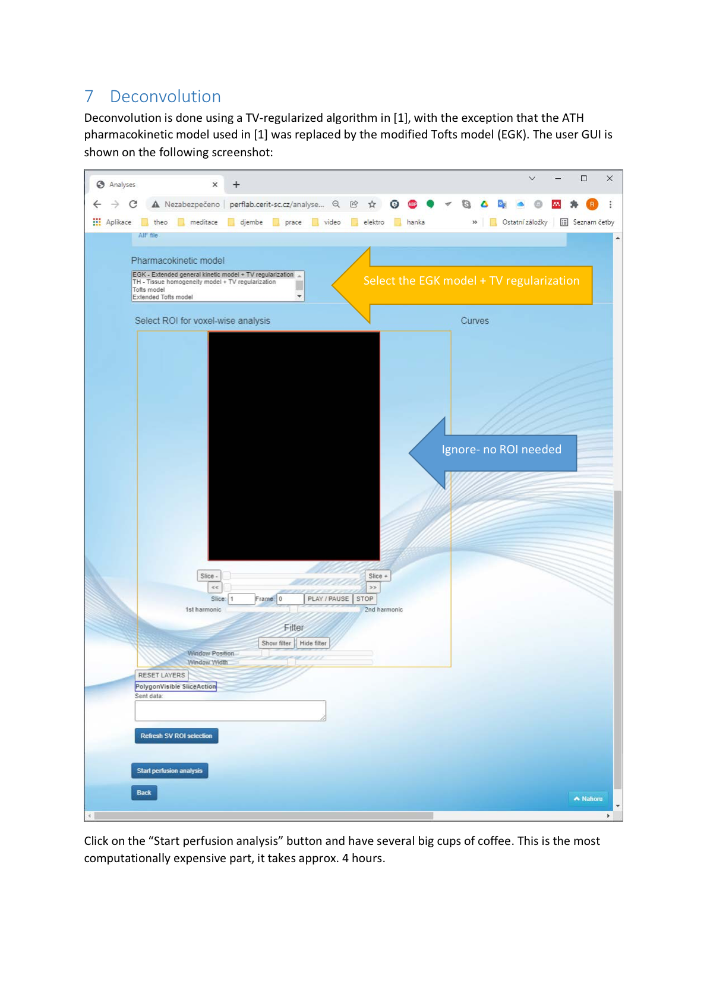 7 Deconvolution
Deconvolution is done using a TV-regularized algorithm in [1], with the exception that the ATH
pharmacokinetic model used in [1] was replaced by the modified Tofts model (EGK). The user GUI is
shown on the following screenshot:
Analyses
Nezabezpečeno | perflab.cerit-sc.cz/analyse...
ABP
R
Aplikace theo meditace djembe prace video elektro hanka » Ostatní záložky Seznam četby
AIF file
Pharmacokinetic model
EGK - Extended general kinetic model + TV regularization
TH - Tissue homogeneity model + TV regularization
Tofts model
Extended Tofts model
Select the EGK model + TV regularization
Select ROI for voxel-wise analysis
Curves
Ignore- no ROI needed
Slice - Slice +
<< >>
Slice: 1 Frame: 0 PLAY / PAUSE STOP
1st harmonic 2nd harmonic
Filter
Show filter Hide filter
Window Position
Window Width
RESET LAYERS
PolygonVisible SliceAction
Sent data:
Refresh SV ROI selection
Start perfusion analysis
Back
Nahoru
Click on the “Start perfusion analysis” button and have several big cups of coffee. This is the most
computationally expensive part, it takes approx. 4 hours.